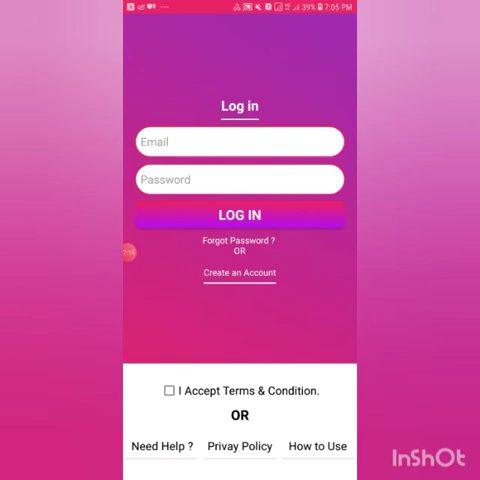 39% 7:05 PM
Log in
Email
Password
LOG IN
Forgot Password ?
OR
Create an Account
I Accept Terms & Condition.
OR
Need Help ? Privay Policy How to Use
InShOt